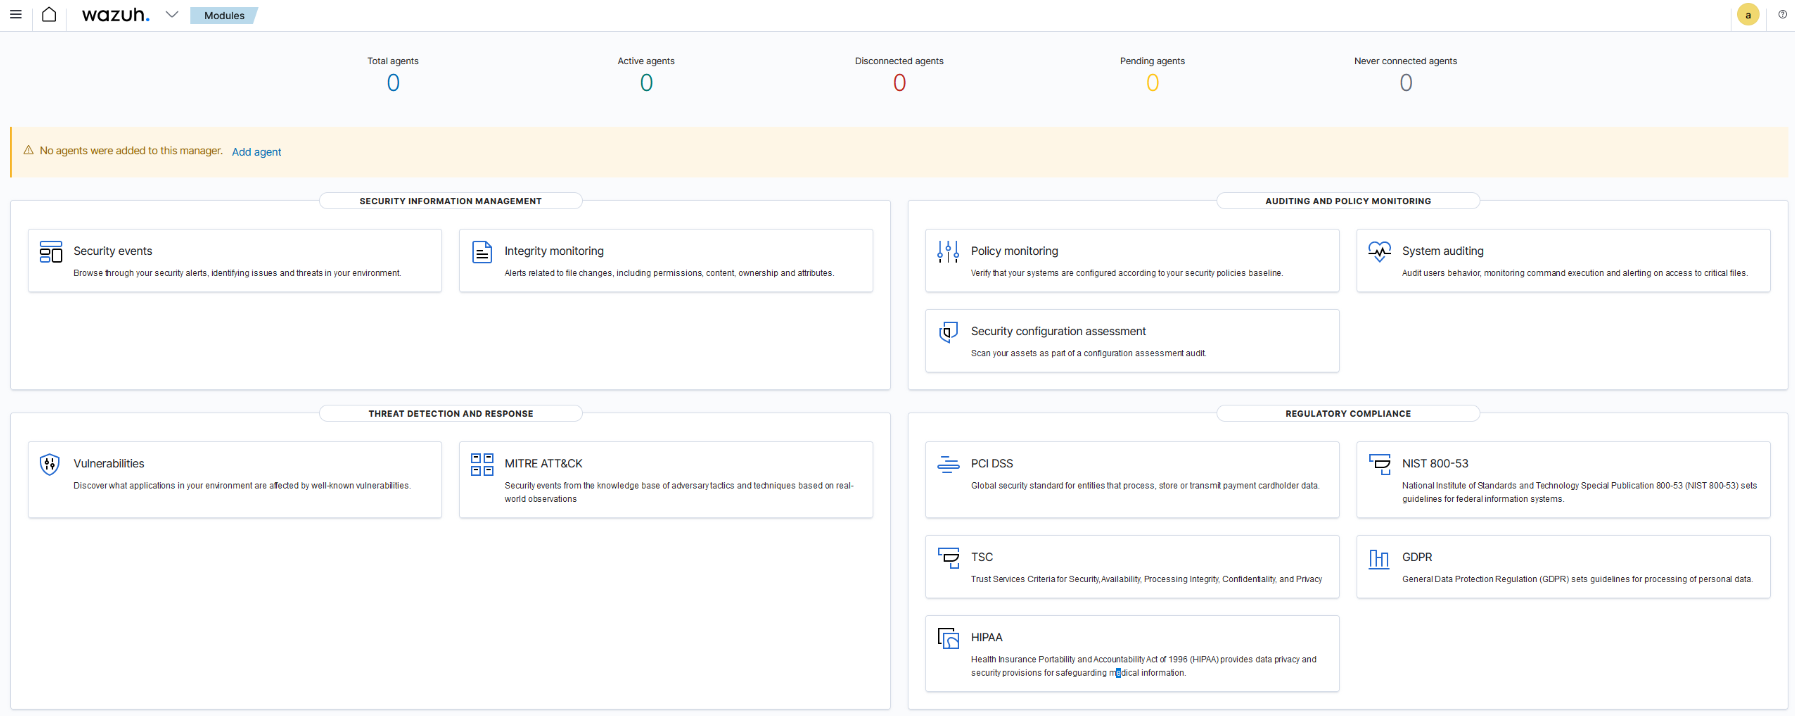 wazuh.
Modules
a
Total agents
0
Active agents
0
Disconnected agents
0
Pending agents
0
Never connected agents
0
No agents were added to this manager. Add agent
SECURITY INFORMATION MANAGEMENT
Security events
Browse through your security alerts, identifying issues and threats in your environment.
Integrity monitoring
Alerts related to file changes, including permissions, content, ownership and attributes.
AUDITING AND POLICY MONITORING
Policy monitoring
Verify that your systems are configured according to your security policies baseline.
System auditing
Audit users behavior, monitoring command execution and alerting on access to critical files.
Security configuration assessment
Scan your assets as part of a configuration assessment audit.
THREAT DETECTION AND RESPONSE
Vulnerabilities
Discover what applications in your environment are affected by well-known vulnerabilities.
MITRE ATT&CK
Security events from the knowledge base of adversary tactics and techniques based on real-
world observations
REGULATORY COMPLIANCE
PCI DSS
Global security standard for entities that process, store or transmit payment cardholder data.
NIST 800-53
National Institute of Standards and Technology Special Publication 800-53 (NIST 800-53) sets
guidelines for federal information systems.
TSC
Trust Services Criteria for Security, Availability, Processing Integrity, Confidentiality, and Privacy
GDPR
General Data Protection Regulation (GDPR) sets guidelines for processing of personal data.
HIPAA
Health Insurance Portability and Accountability Act of 1996 (HIPAA) provides data privacy and
security provisions for safeguarding medical information.